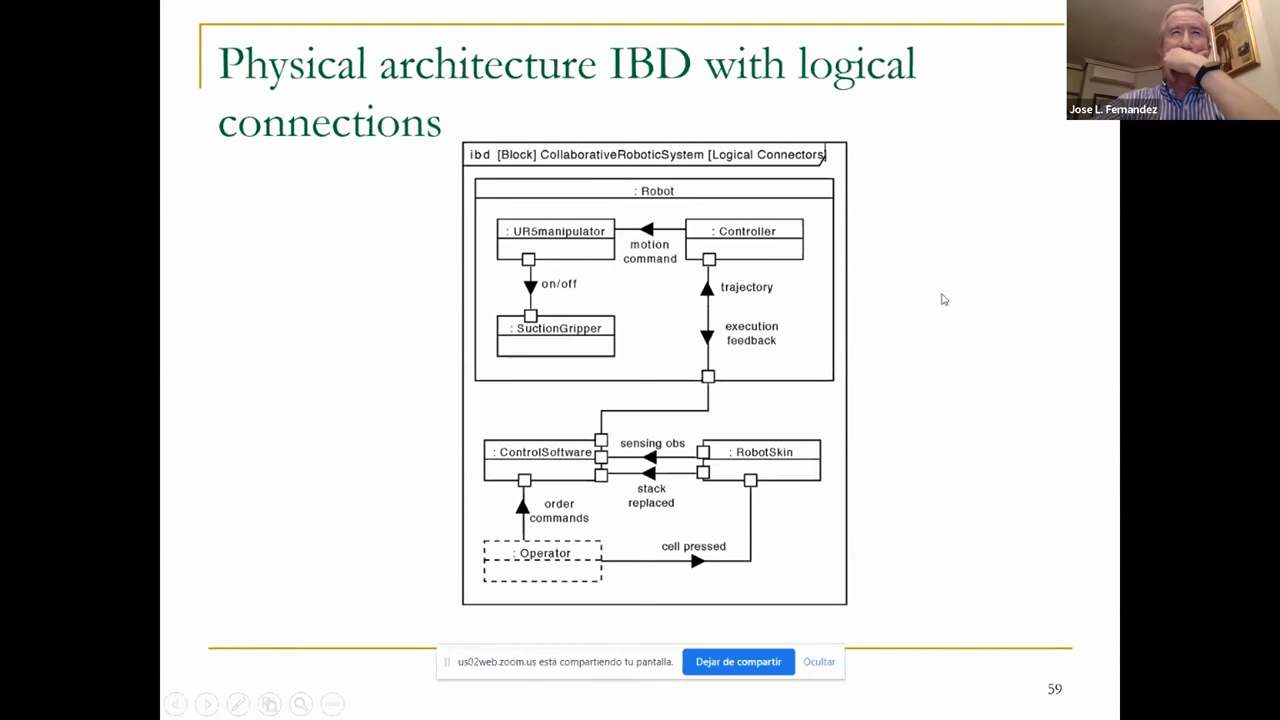 Physical architecture IBD with logical
connections
Jose L. Fernandez
ibd [Block] CollaborativeRoboticSystem [Logical Connectors]
: Robot
: UR5manipulator
: Controller
motion
command
on/off
trajectory
: SuctionGripper
execution
feedback
: ControlSoftware
sensing obs
: RobotSkin
stack
replaced
order
commands
: Operator
cell pressed
us02web.zoom.us está compartiendo tu pantalla.
Dejar de compartir
Ocultar
59